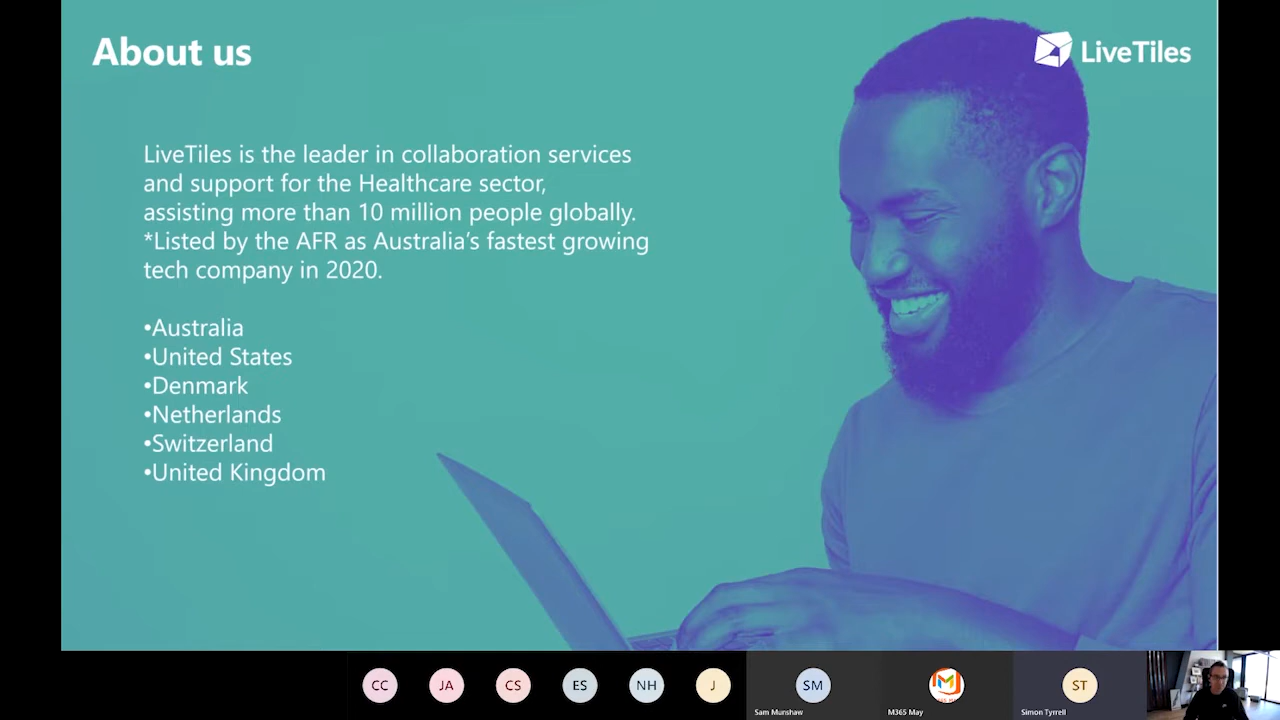 About us
LiveTiles
LiveTiles is the leader in collaboration services
and support for the Healthcare sector,
assisting more than 10 million people globally.
*Listed by the AFR as Australia’s fastest growing
tech company in 2020.
•Australia
•United States
•Denmark
•Netherlands
•Switzerland
•United Kingdom
CC
JA
CS
ES
NH
J
SM
ST
Sam Munshaw
M365 May
Simon Tyrrell